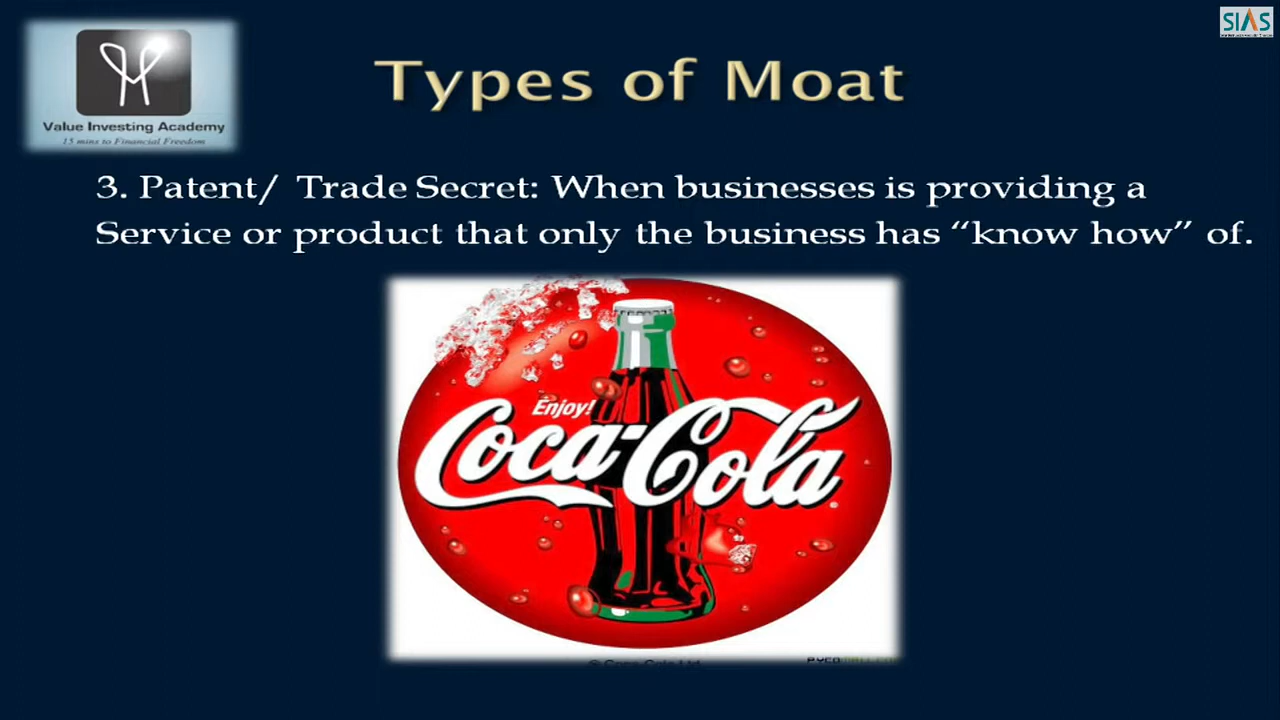 SIAS
Types of Moat
Value Investing Academy
15 mins to Financial Freedom
3. Patent/ Trade Secret: When businesses is providing a
Service or product that only the business has “know how” of.
Enjoy!
Coca-Cola